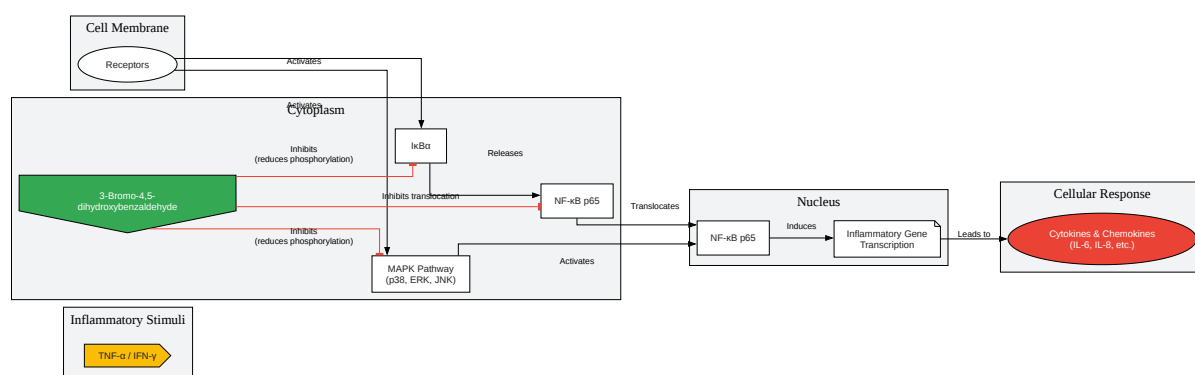 Cell Membrane
Receptors
Activates
Activates
Cytoplasm
IκBα
Inhibits
(reduces phosphorylation)
Releases
3-Bromo-4,5-
dihydroxybenzaldehyde
Inhibits translocation
NF-κB p65
Inhibits
(reduces phosphorylation)
MAPK Pathway
(p38, ERK, JNK)
Translocates
Activates
Nucleus
NF-κB p65
Induces
Inflammatory Gene
Transcription
Leads to
Cellular Response
Cytokines & Chemokines
(IL-6, IL-8, etc.)
Inflammatory Stimuli
TNF-α / IFN-γ